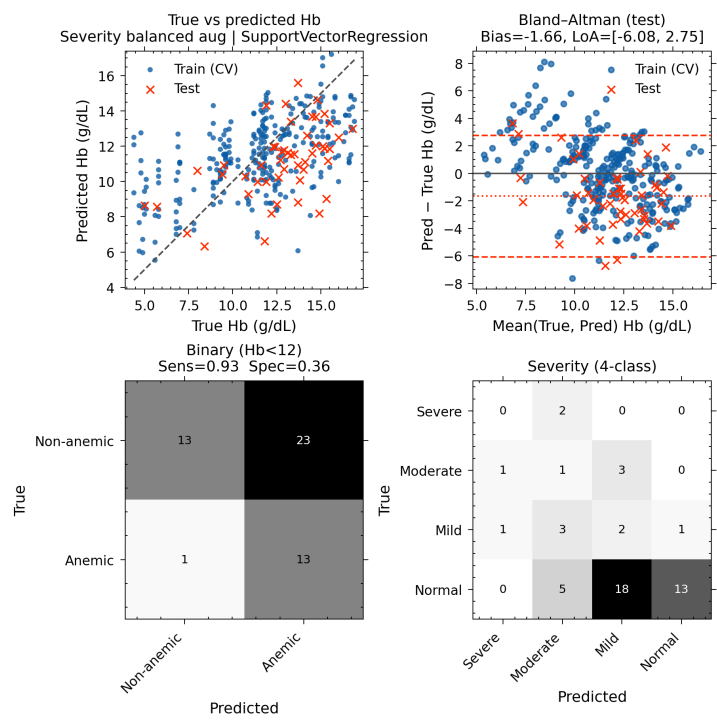 True vs predicted Hb
Severity balanced aug | SupportVectorRegression
Train (CV)
Test
Predicted Hb (g/dL)
16
14
12
10
8
6
4
5.0 7.5 10.0 12.5 15.0
True Hb (g/dL)
Bland–Altman (test)
Bias=-1.66, LoA=[-6.08, 2.75]
Train (CV)
Test
Pred − True Hb (g/dL)
8
6
4
2
0
−2
−4
−6
−8
5.0 7.5 10.0 12.5 15.0
Mean(True, Pred) Hb (g/dL)
Binary (Hb<12)
Sens=0.93 Spec=0.36
True
Non-anemic 13 23
Anemic 1 13
Non-anemic Anemic
Predicted
Severity (4-class)
True
Severe 0 2 0 0
Moderate 1 1 3 0
Mild 1 3 2 1
Normal 0 5 18 13
Severe Moderate Mild Normal
Predicted